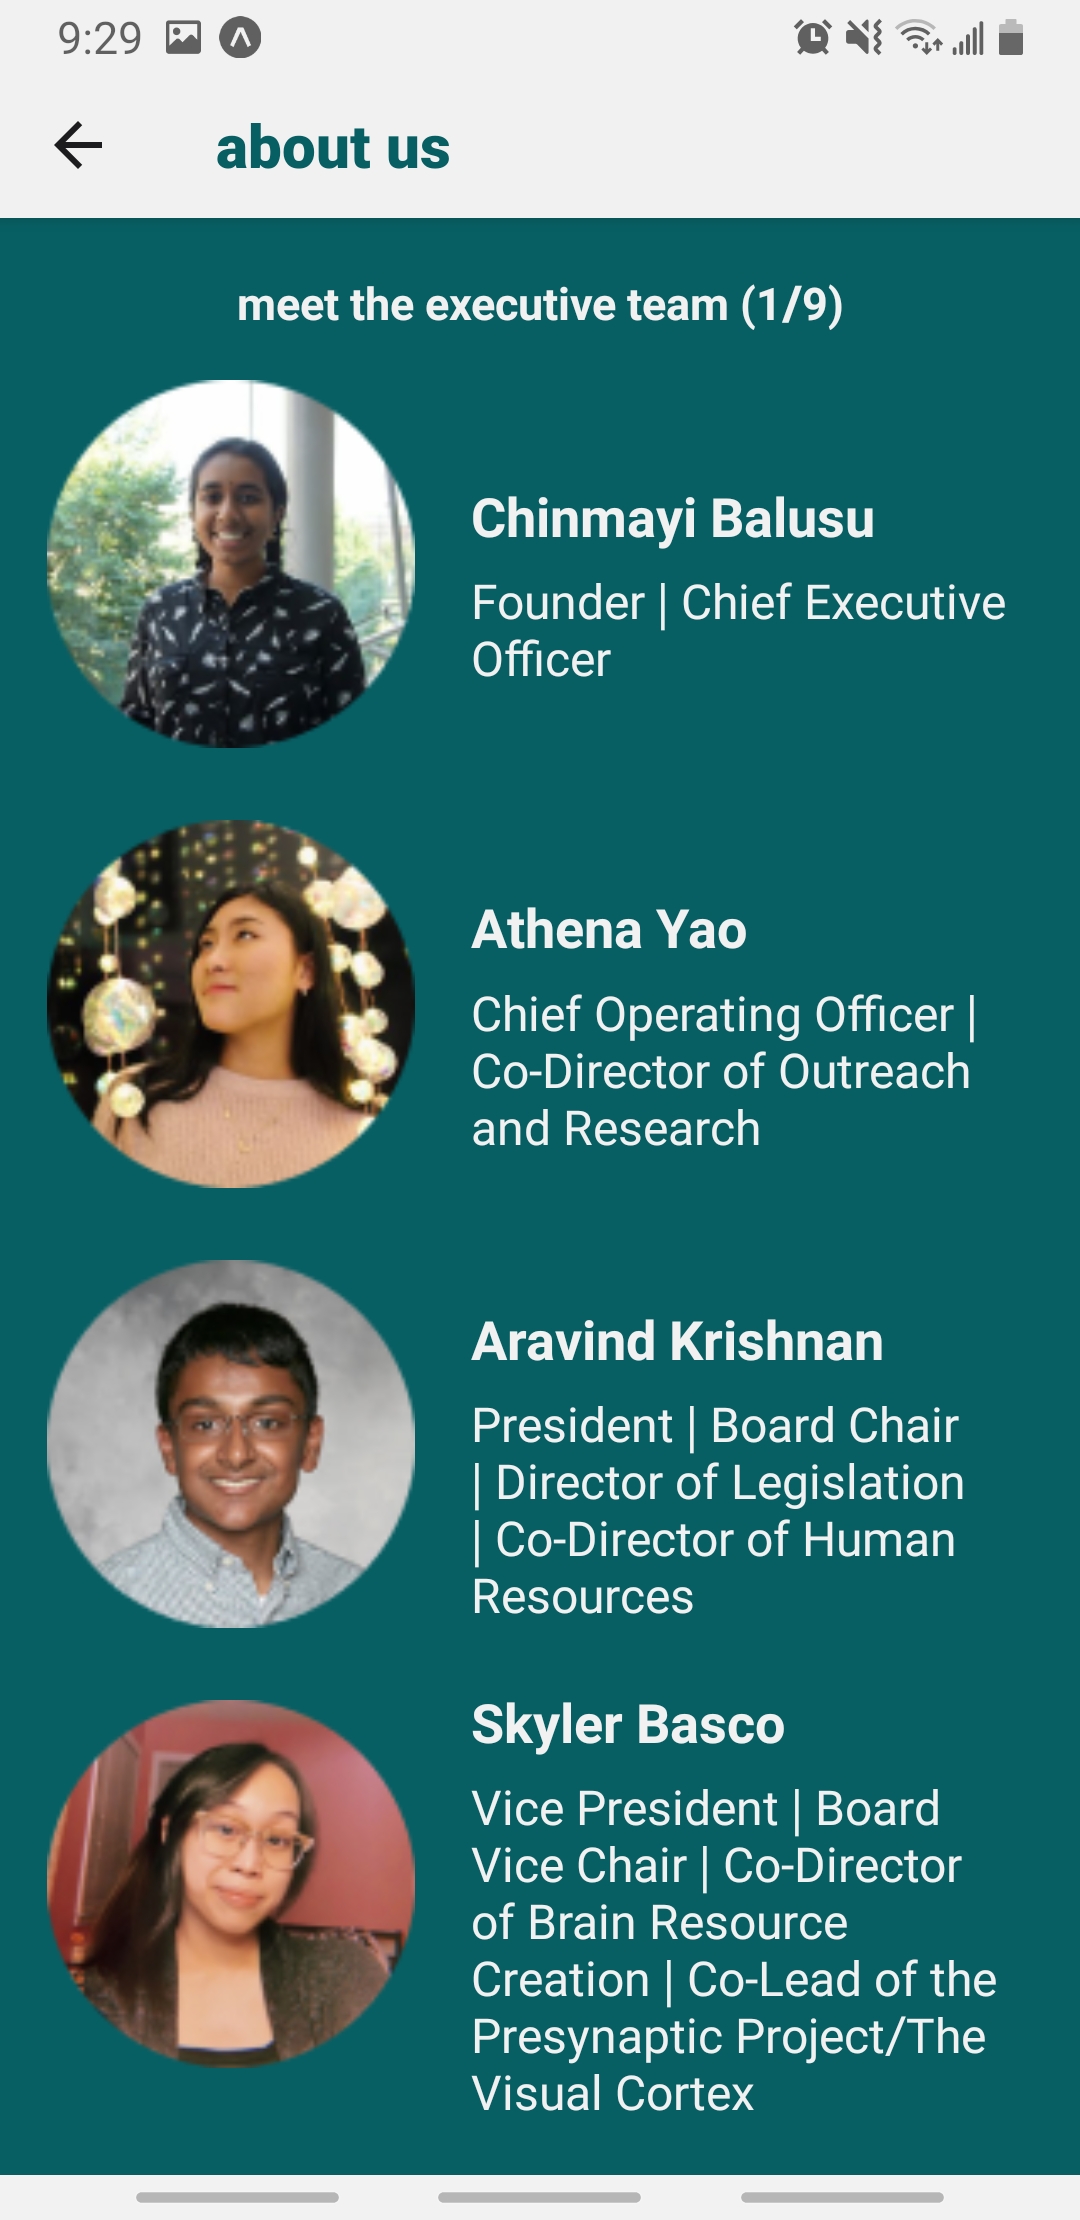 9:29
about us
meet the executive team (1/9)
Chinmayi Balusu
Founder | Chief Executive
Officer
Athena Yao
Chief Operating Officer |
Co-Director of Outreach
and Research
Aravind Krishnan
President | Board Chair
| Director of Legislation
| Co-Director of Human
Resources
Skyler Basco
Vice President | Board
Vice Chair | Co-Director
of Brain Resource
Creation | Co-Lead of the
Presynaptic Project/The
Visual Cortex